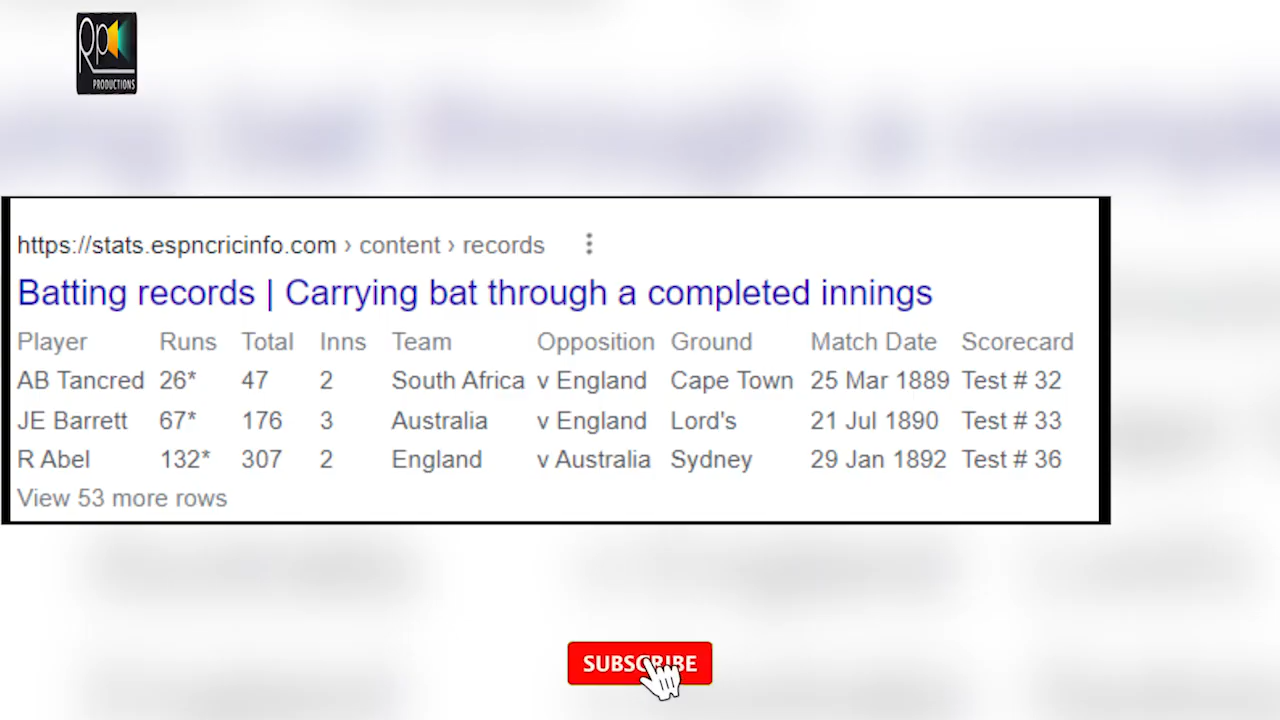 Rp
PRODUCTIONS
https://stats.espncricinfo.com › content › records
Batting records | Carrying bat through a completed innings
Player Runs Total Inns Team Opposition Ground Match Date Scorecard
AB Tancred 26* 47 2 South Africa v England Cape Town 25 Mar 1889 Test # 32
JE Barrett 67* 176 3 Australia v England Lord's 21 Jul 1890 Test # 33
R Abel 132* 307 2 England v Australia Sydney 29 Jan 1892 Test # 36
View 53 more rows
SUBSCRIBE